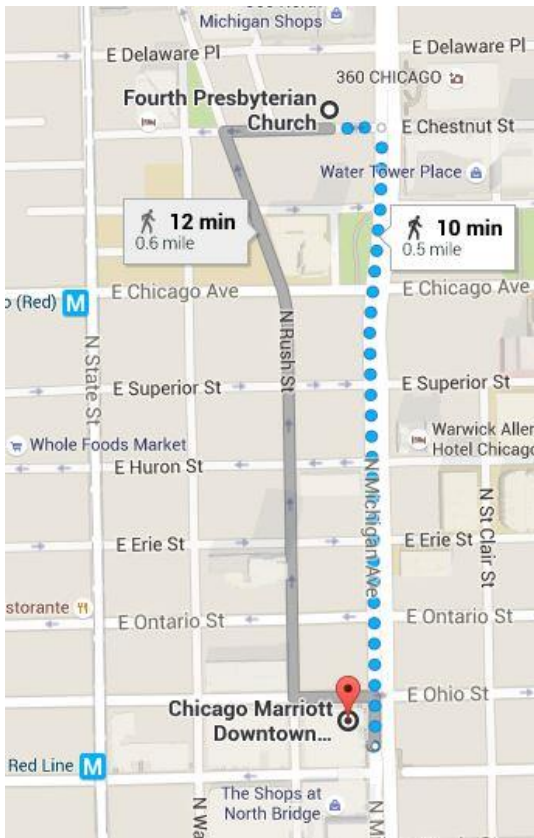 Michigan Shops
E Delaware Pl
E Delaware Pl
360 CHICAGO
Fourth Presbyterian
Church
E Chestnut St
Water Tower Place
12 min
0.6 mile
10 min
0.5 mile
E Chicago Ave
E Chicago Ave
(Red)
M
N State St
N Rush St
E Superior St
E Superior St
Whole Foods Market
Warwick Aller
Hotel Chicago
E Huron St
N Michigan Ave
N St Clair St
E Erie St
E Erie St
storante
E Ontario St
E Ontario St
E Ohio St
Chicago Marriott
Downtown...
Red Line
M
The Shops at
North Bridge
N Wa
N Mi